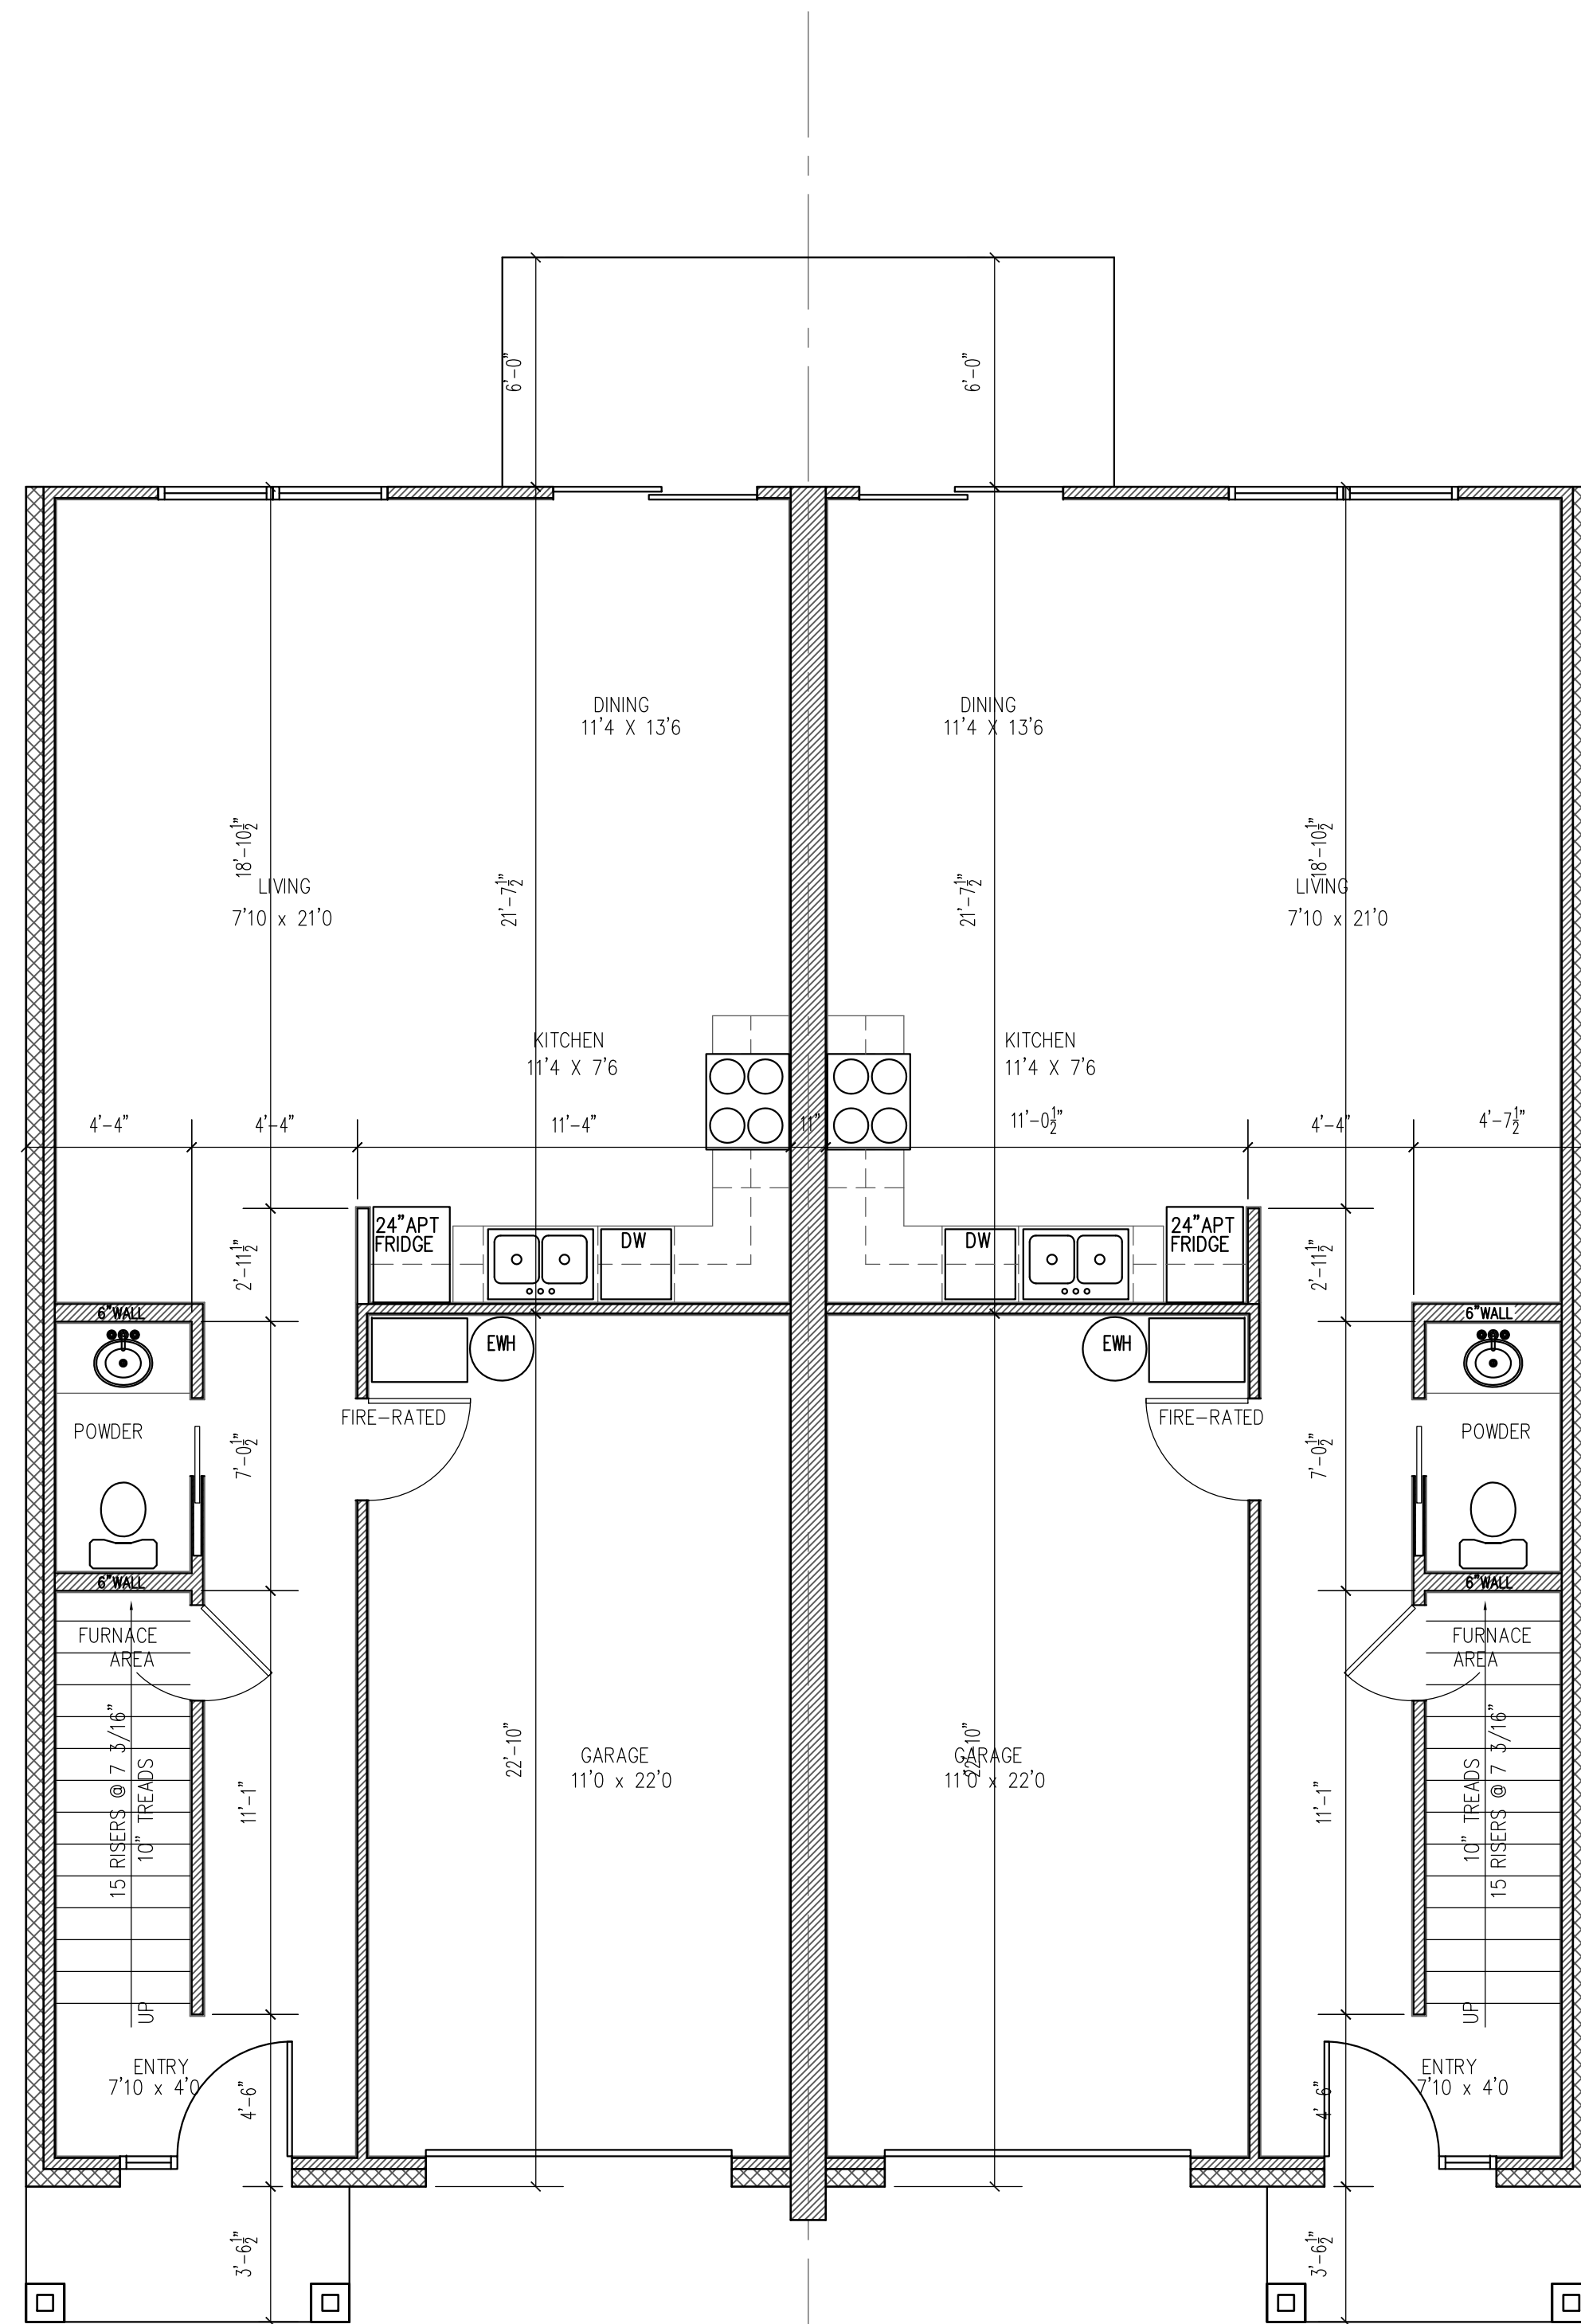 6'-0" 6'-0"
DINING DINING
11'4 X 13'6 11'4 X 13'6
18'-10½" 18'-10½"
LIVING LIVING
7'10 x 21'0 7'10 x 21'0
21'-7½" 21'-7½"
KITCHEN KITCHEN
11'4 X 7'6 11'4 X 7'6
4'-4" 4'-4" 11'-4" 11" 11'-0½" 4'-4" 4'-7½"
24"APT DW DW 24"APT
FRIDGE FRIDGE
2'-11½" 2'-11½"
6"WALL 6"WALL
EWH EWH
FIRE-RATED FIRE-RATED
POWDER POWDER
7'-0½" 7'-0½"
6"WALL 6"WALL
FURNACE FURNACE
AREA AREA
15 RISERS @ 7 3/16" 10" TREADS
10" TREADS 15 RISERS @ 7 3/16"
22'-10" 22'-10"
GARAGE GARAGE
11'0 x 22'0 11'0 x 22'0
11'-1" 11'-1"
UP UP
ENTRY ENTRY
7'10 x 4'0 7'10 x 4'0
4'-6" 4'-6"
3'-6½" 3'-6½"